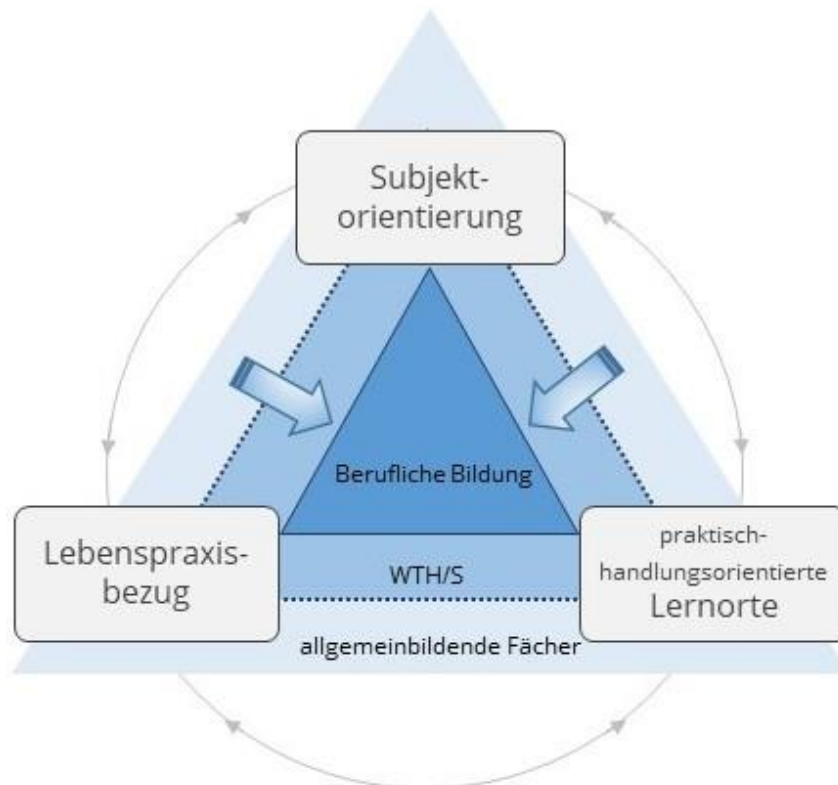 Subjekt-
orientierung
Berufliche Bildung
Lebenspraxis-
bezug
praktisch-
handlungsorientierte
Lernorte
WTH/S
allgemeinbildende Fächer